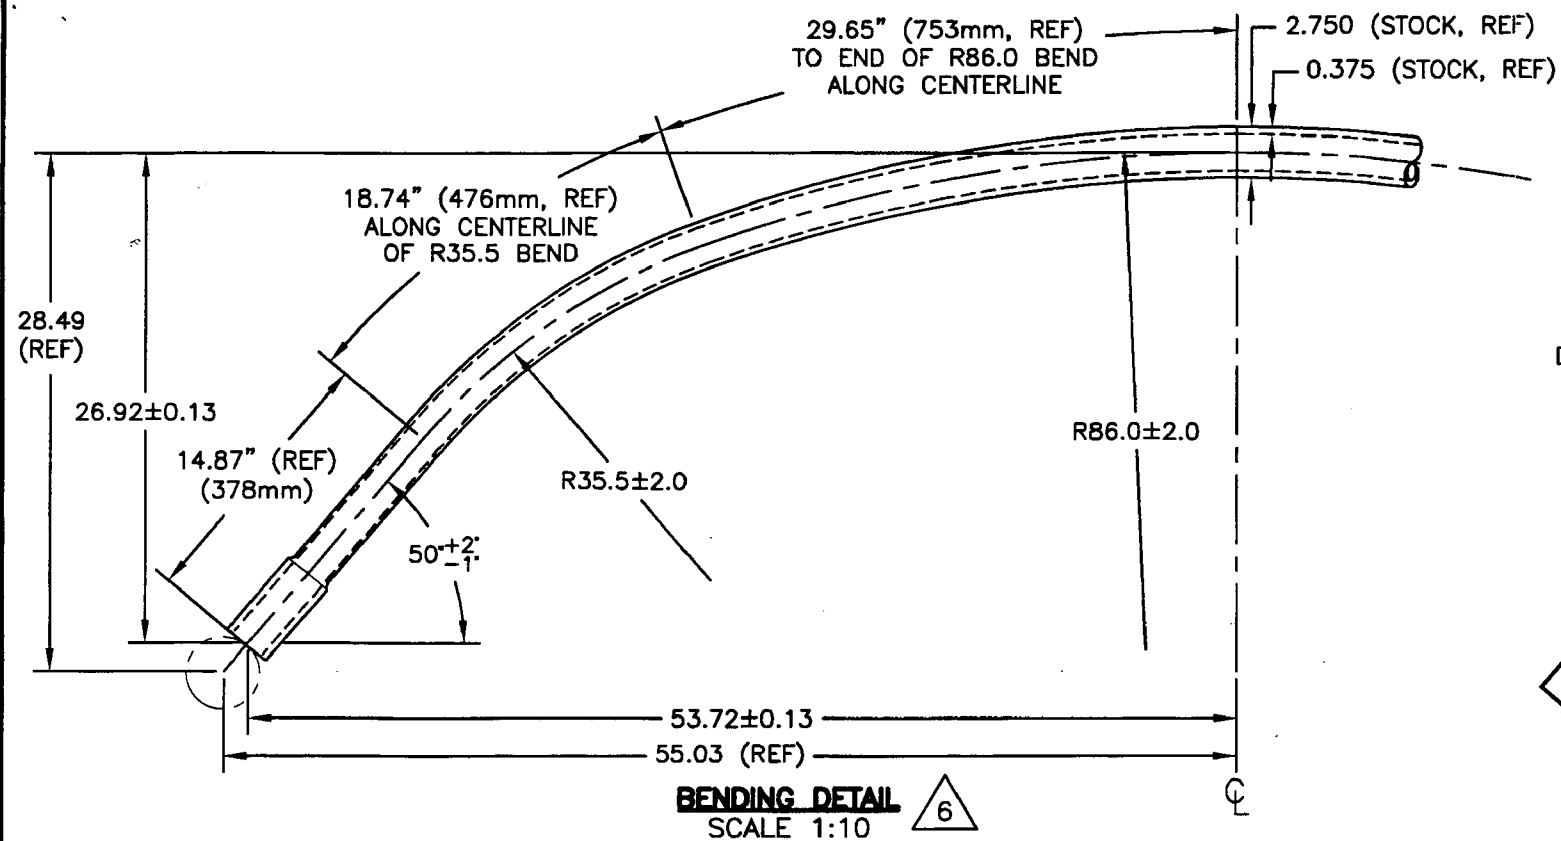 29.65" (753mm, REF)
TO END OF R86.0 BEND
ALONG CENTERLINE
2.750 (STOCK, REF)
0.375 (STOCK, REF)
18.74" (476mm, REF)
ALONG CENTERLINE
OF R35.5 BEND
28.49
(REF)
26.92±0.13
14.87" (REF)
(378mm)
R35.5±2.0
R86.0±2.0
50°+2°
-1°
53.72±0.13
55.03 (REF)
BENDING DETAIL
6
SCALE 1:10
℄